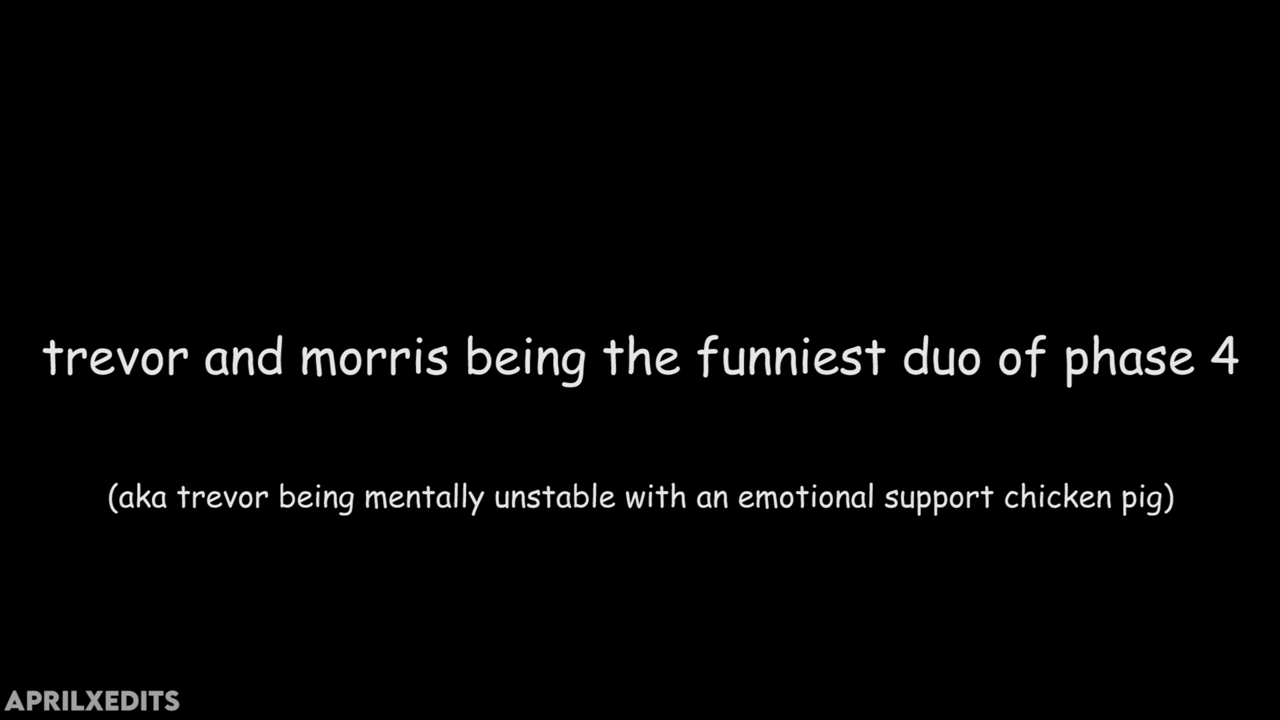 trevor and morris being the funniest duo of phase 4
(aka trevor being mentally unstable with an emotional support chicken pig)
APRILXEDITS